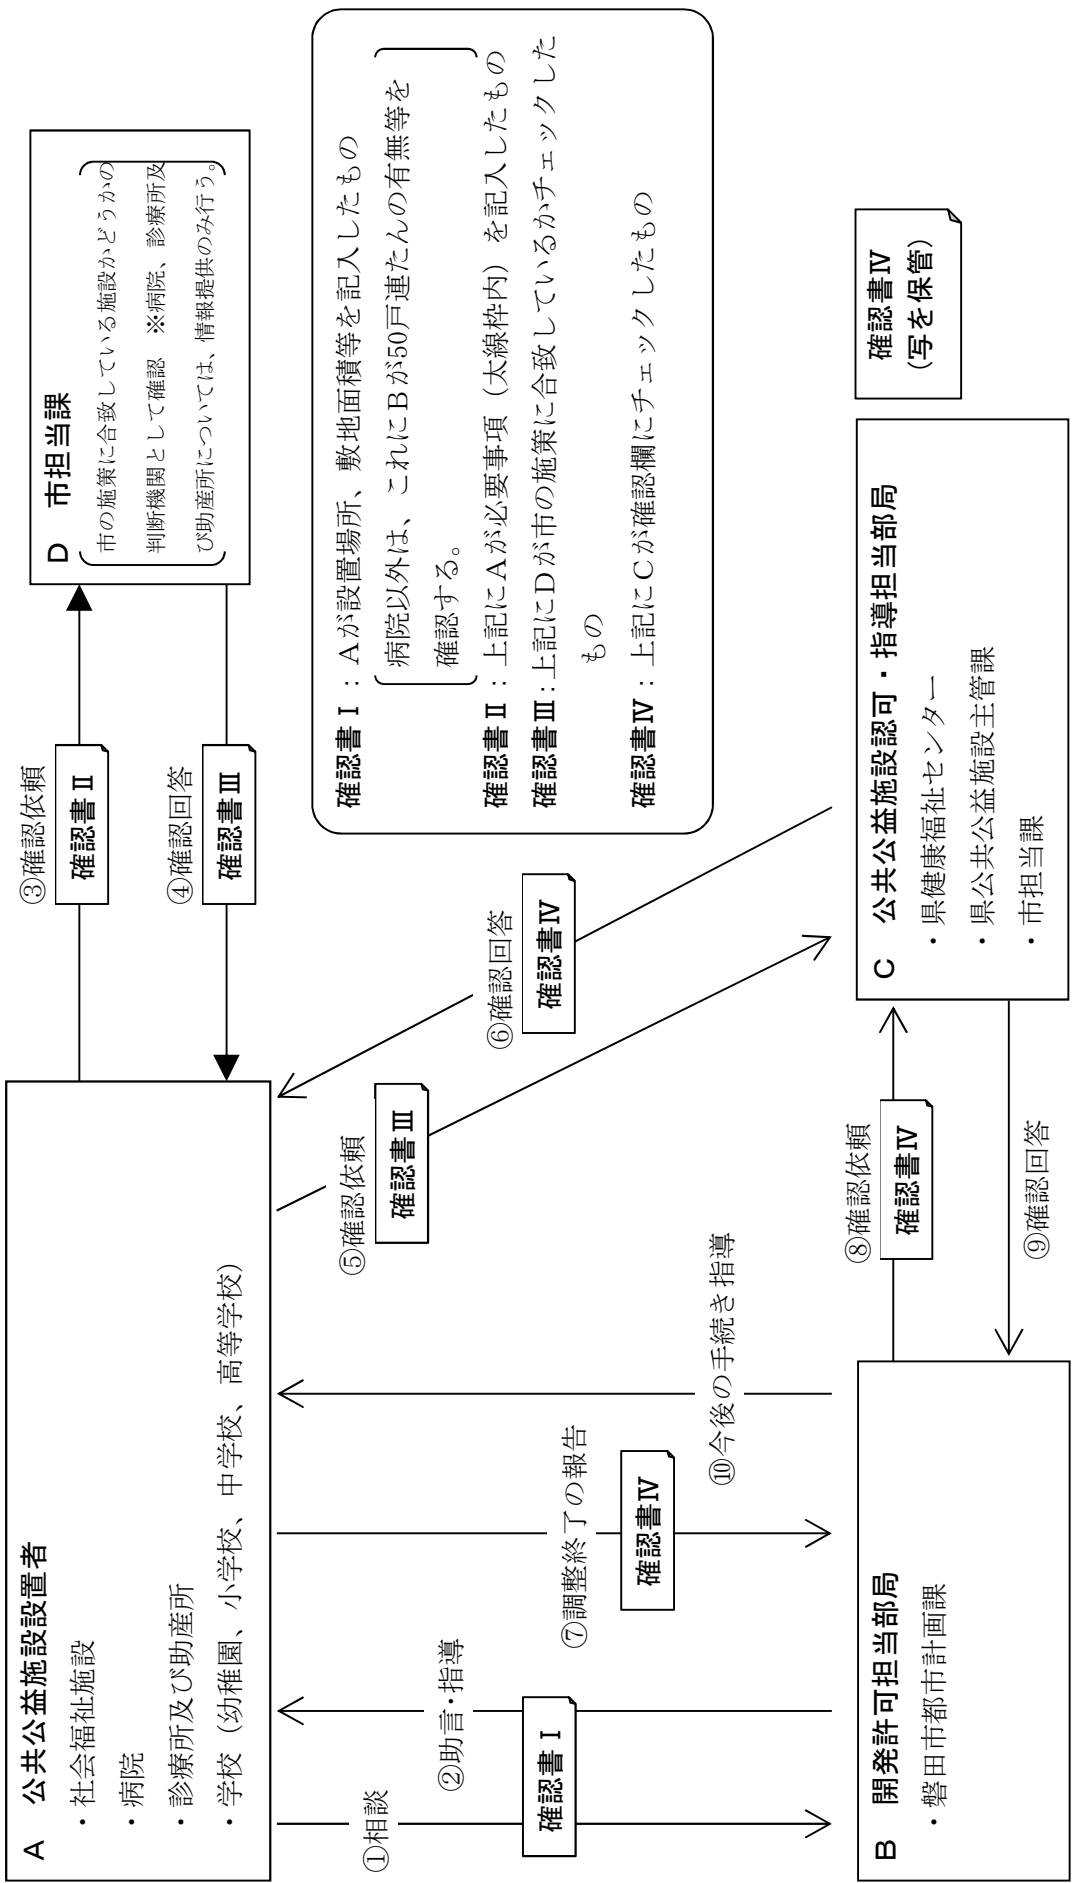 A　公共公益施設設置者
・社会福祉施設
・病院
・診療所及び助産所
・学校（幼稚園、小学校、中学校、高等学校）
③確認依頼
確認書Ⅱ
④確認回答
確認書Ⅲ
D　市担当課
市の施策に合致している施設かどうかの
判断機関として確認　※病院、診療所及
び助産所については、情報提供のみ行う。
①相談
確認書Ⅰ
②助言・指導
⑦調整終了の報告
確認書Ⅳ
⑩今後の手続き指導
⑤確認依頼
確認書Ⅲ
⑥確認回答
確認書Ⅳ
確認書Ⅰ：Aが設置場所、敷地面積等を記入したもの
病院以外は、これにBが50戸連たんの有無等を
確認する。
確認書Ⅱ：上記にAが必要事項（太線枠内）を記入したもの
確認書Ⅲ：上記にDが市の施策に合致しているかチェックした
もの
確認書Ⅳ：上記にCが確認欄にチェックしたもの
B　開発許可担当部局
・磐田市都市計画課
⑧確認依頼
確認書Ⅳ
⑨確認回答
C　公共公益施設認可・指導担当部局
・県健康福祉センター
・県公共公益施設主管課
・市担当課
確認書Ⅳ
（写を保管）